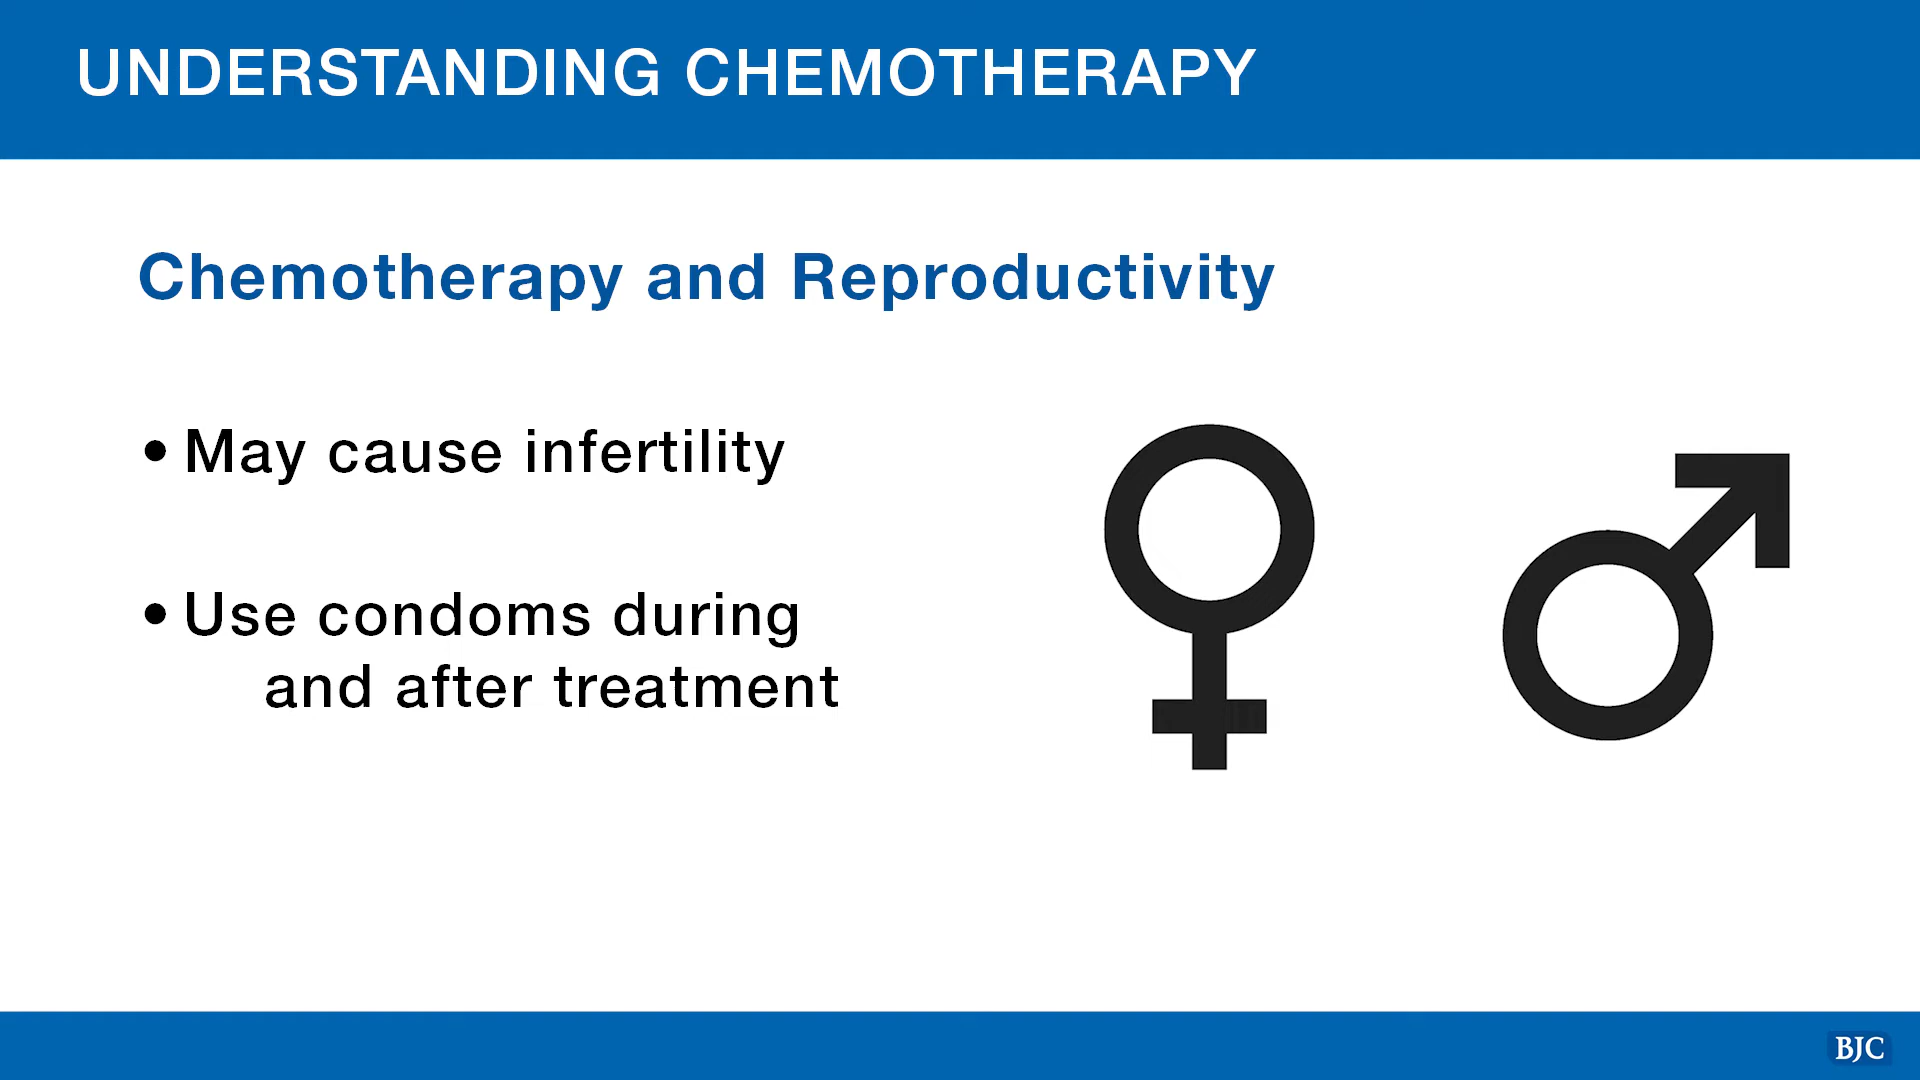 UNDERSTANDING CHEMOTHERAPY
Chemotherapy and Reproductivity
• May cause infertility
• Use condoms during
and after treatment
BJC